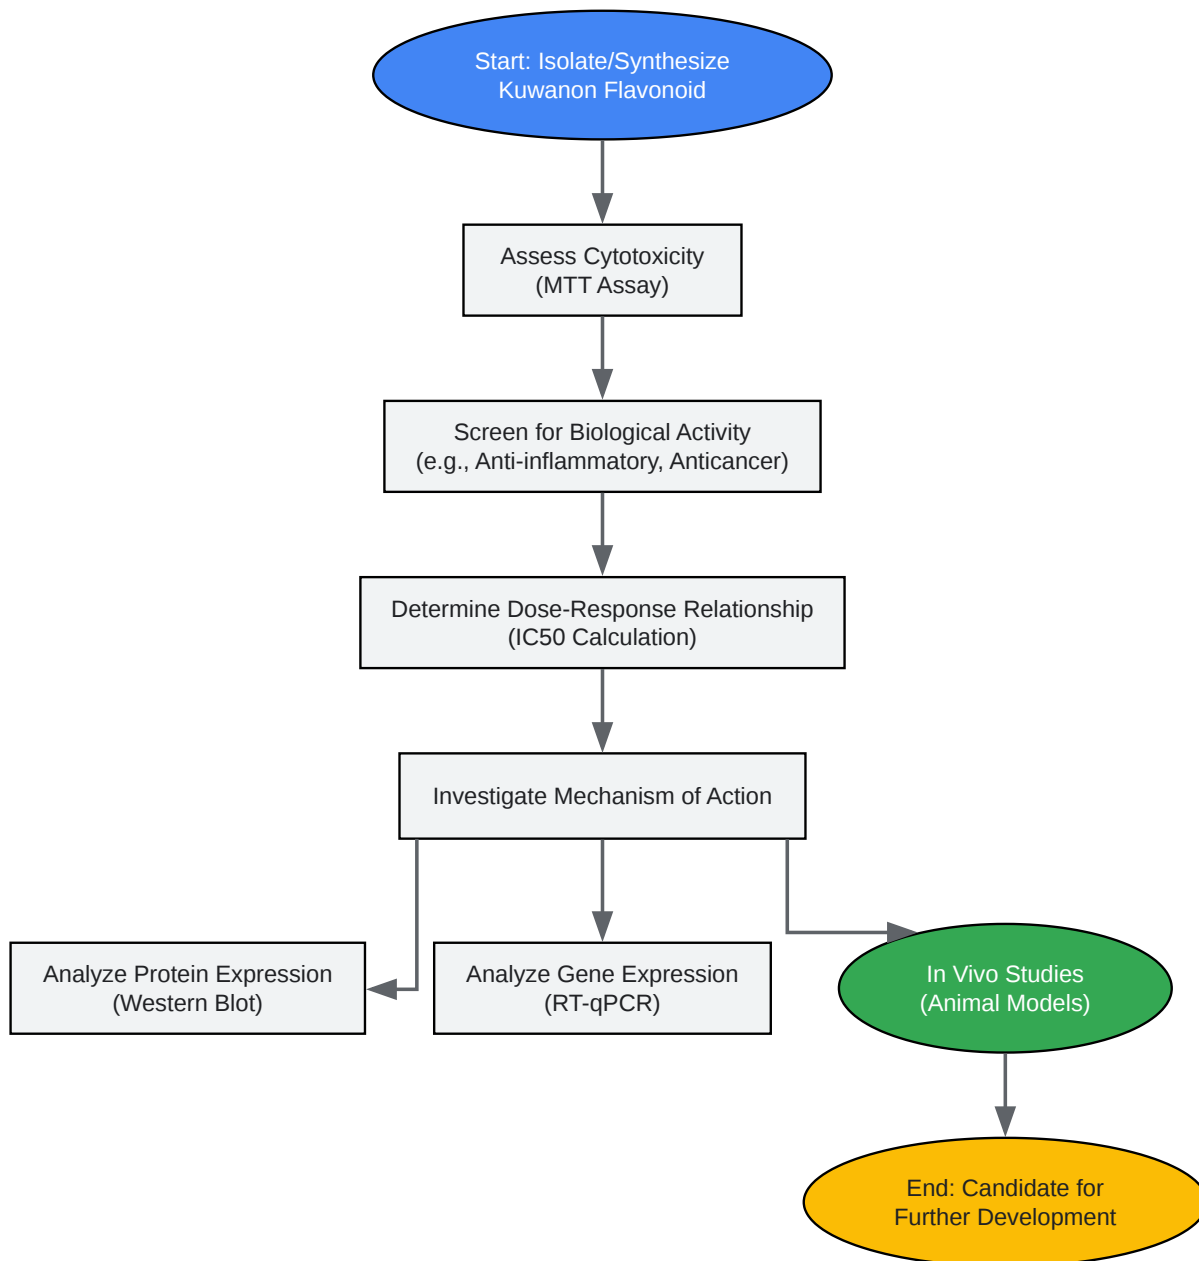 Start: Isolate/Synthesize
Kuwanon Flavonoid
Assess Cytotoxicity
(MTT Assay)
Screen for Biological Activity
(e.g., Anti-inflammatory, Anticancer)
Determine Dose-Response Relationship
(IC50 Calculation)
Investigate Mechanism of Action
Analyze Protein Expression
(Western Blot)
Analyze Gene Expression
(RT-qPCR)
In Vivo Studies
(Animal Models)
End: Candidate for
Further Development